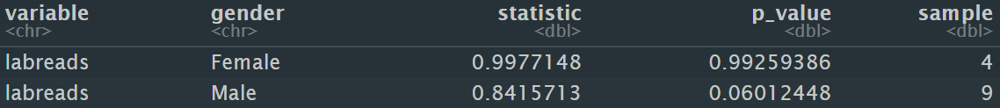 variable gender statistic p_value sample
<chr> <chr> <dbl> <dbl> <dbl>
labreads Female 0.9977148 0.99259386 4
labreads Male 0.8415713 0.06012448 9